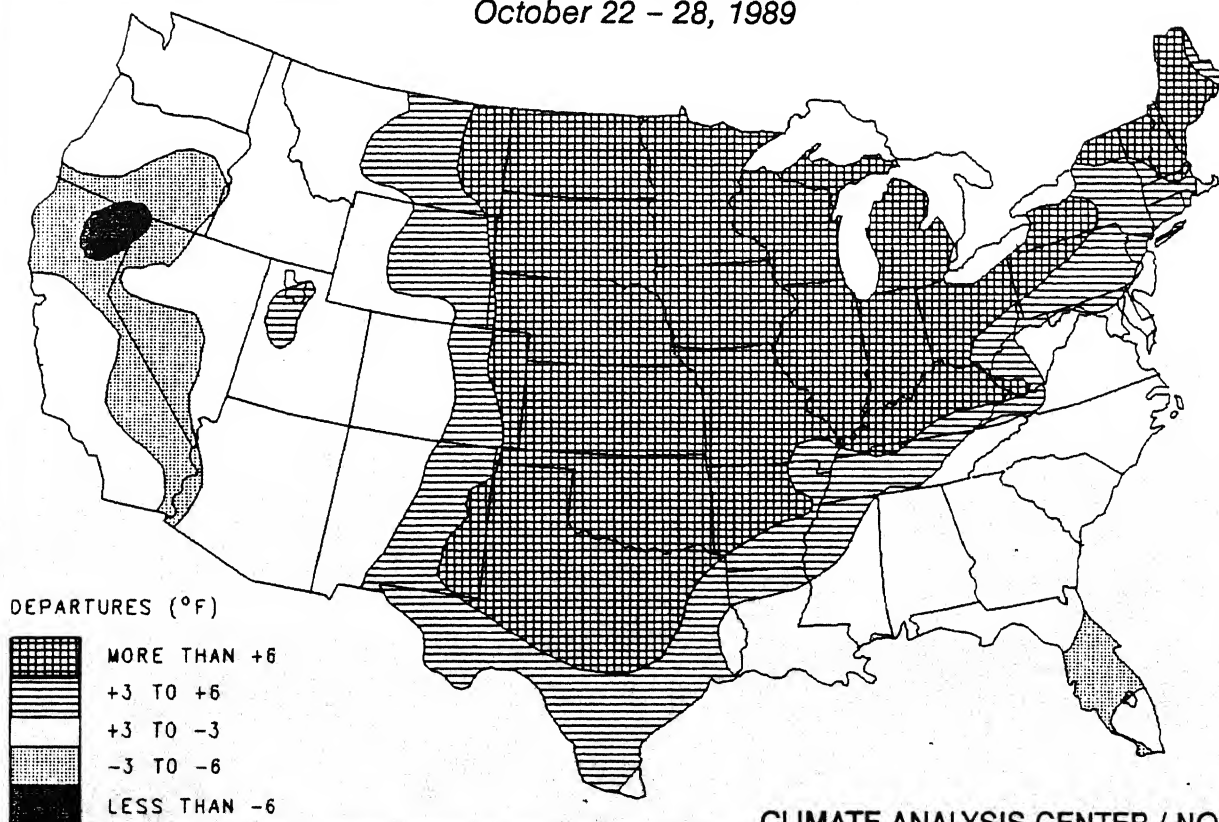 October 22 – 28, 1989
DEPARTURES (°F)
MORE THAN +6
+3 TO +6
+3 TO -3
-3 TO -6
LESS THAN -6
CLIMATE ANALYSIS CENTER / NO